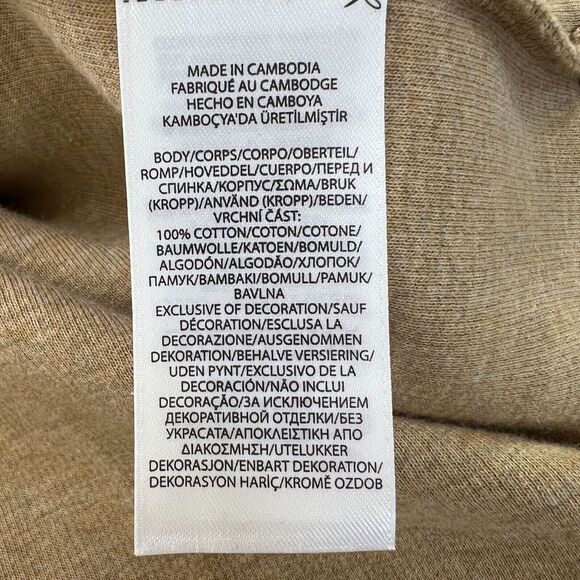 MADE IN CAMBODIA
FABRIQUÉ AU CAMBODGE
HECHO EN CAMBOYA
KAMBOÇYA'DA ÜRETİLMİŞTİR
BODY/CORPS/CORPO/OBERTEIL/
ROMP/HOVEDDEL/CUERPO/ПЕРЕД И
СПИНКА/КОРПУС/ΣΩΜΑ/BRUK
(KROPP)/ANVÄND (KROPP)/BEDEN/
VRCHNÍ ČÁST:
100% COTTON/COTON/COTONE/
BAUMWOLLE/KATOEN/BOMULD/
ALGODÓN/ALGODÃO/ХЛОПОК/
ПАМУК/ΒΑΜΒΑΚΙ/BOMULL/PAMUK/
BAVLNA
EXCLUSIVE OF DECORATION/SAUF
DÉCORATION/ESCLUSA LA
DECORAZIONE/AUSGENOMMEN
DEKORATION/BEHALVE VERSIERING/
UDEN PYNT/EXCLUSIVO DE LA
DECORACIÓN/NÃO INCLUI
DECORAÇÃO/ЗА ИСКЛЮЧЕНИЕМ
ДЕКОРАТИВНОЙ ОТДЕЛКИ/БЕЗ
УКРАСАТА/ΑΠΟΚΛΕΙΣΤΙΚΗ ΑΠΟ
ΔΙΑΚΟΣΜΗΣΗ/UTELUKKER
DEKORASJON/ENBART DEKORATION/
DEKORASYON HARİÇ/KROMĚ OZDOB